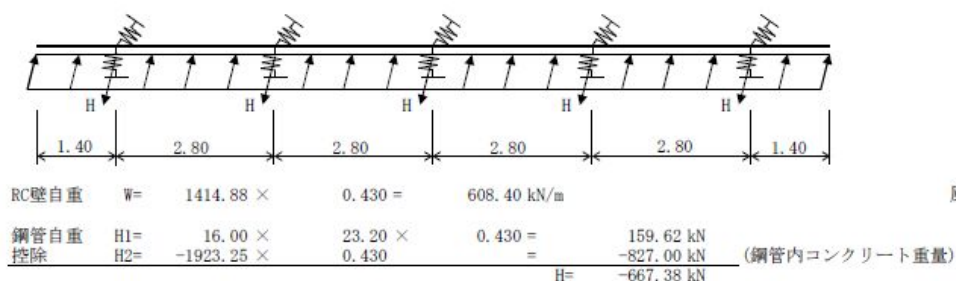 H H H H H
1.40 2.80 2.80 2.80 2.80 1.40
RC壁自重 W= 1414.88 × 0.430 = 608.40 kN/m
鋼管自重 H1= 16.00 × 23.20 × 0.430 = 159.62 kN
控除 H2= -1923.25 × 0.430 = -827.00 kN (鋼管内コンクリート重量)
H= -667.38 kN